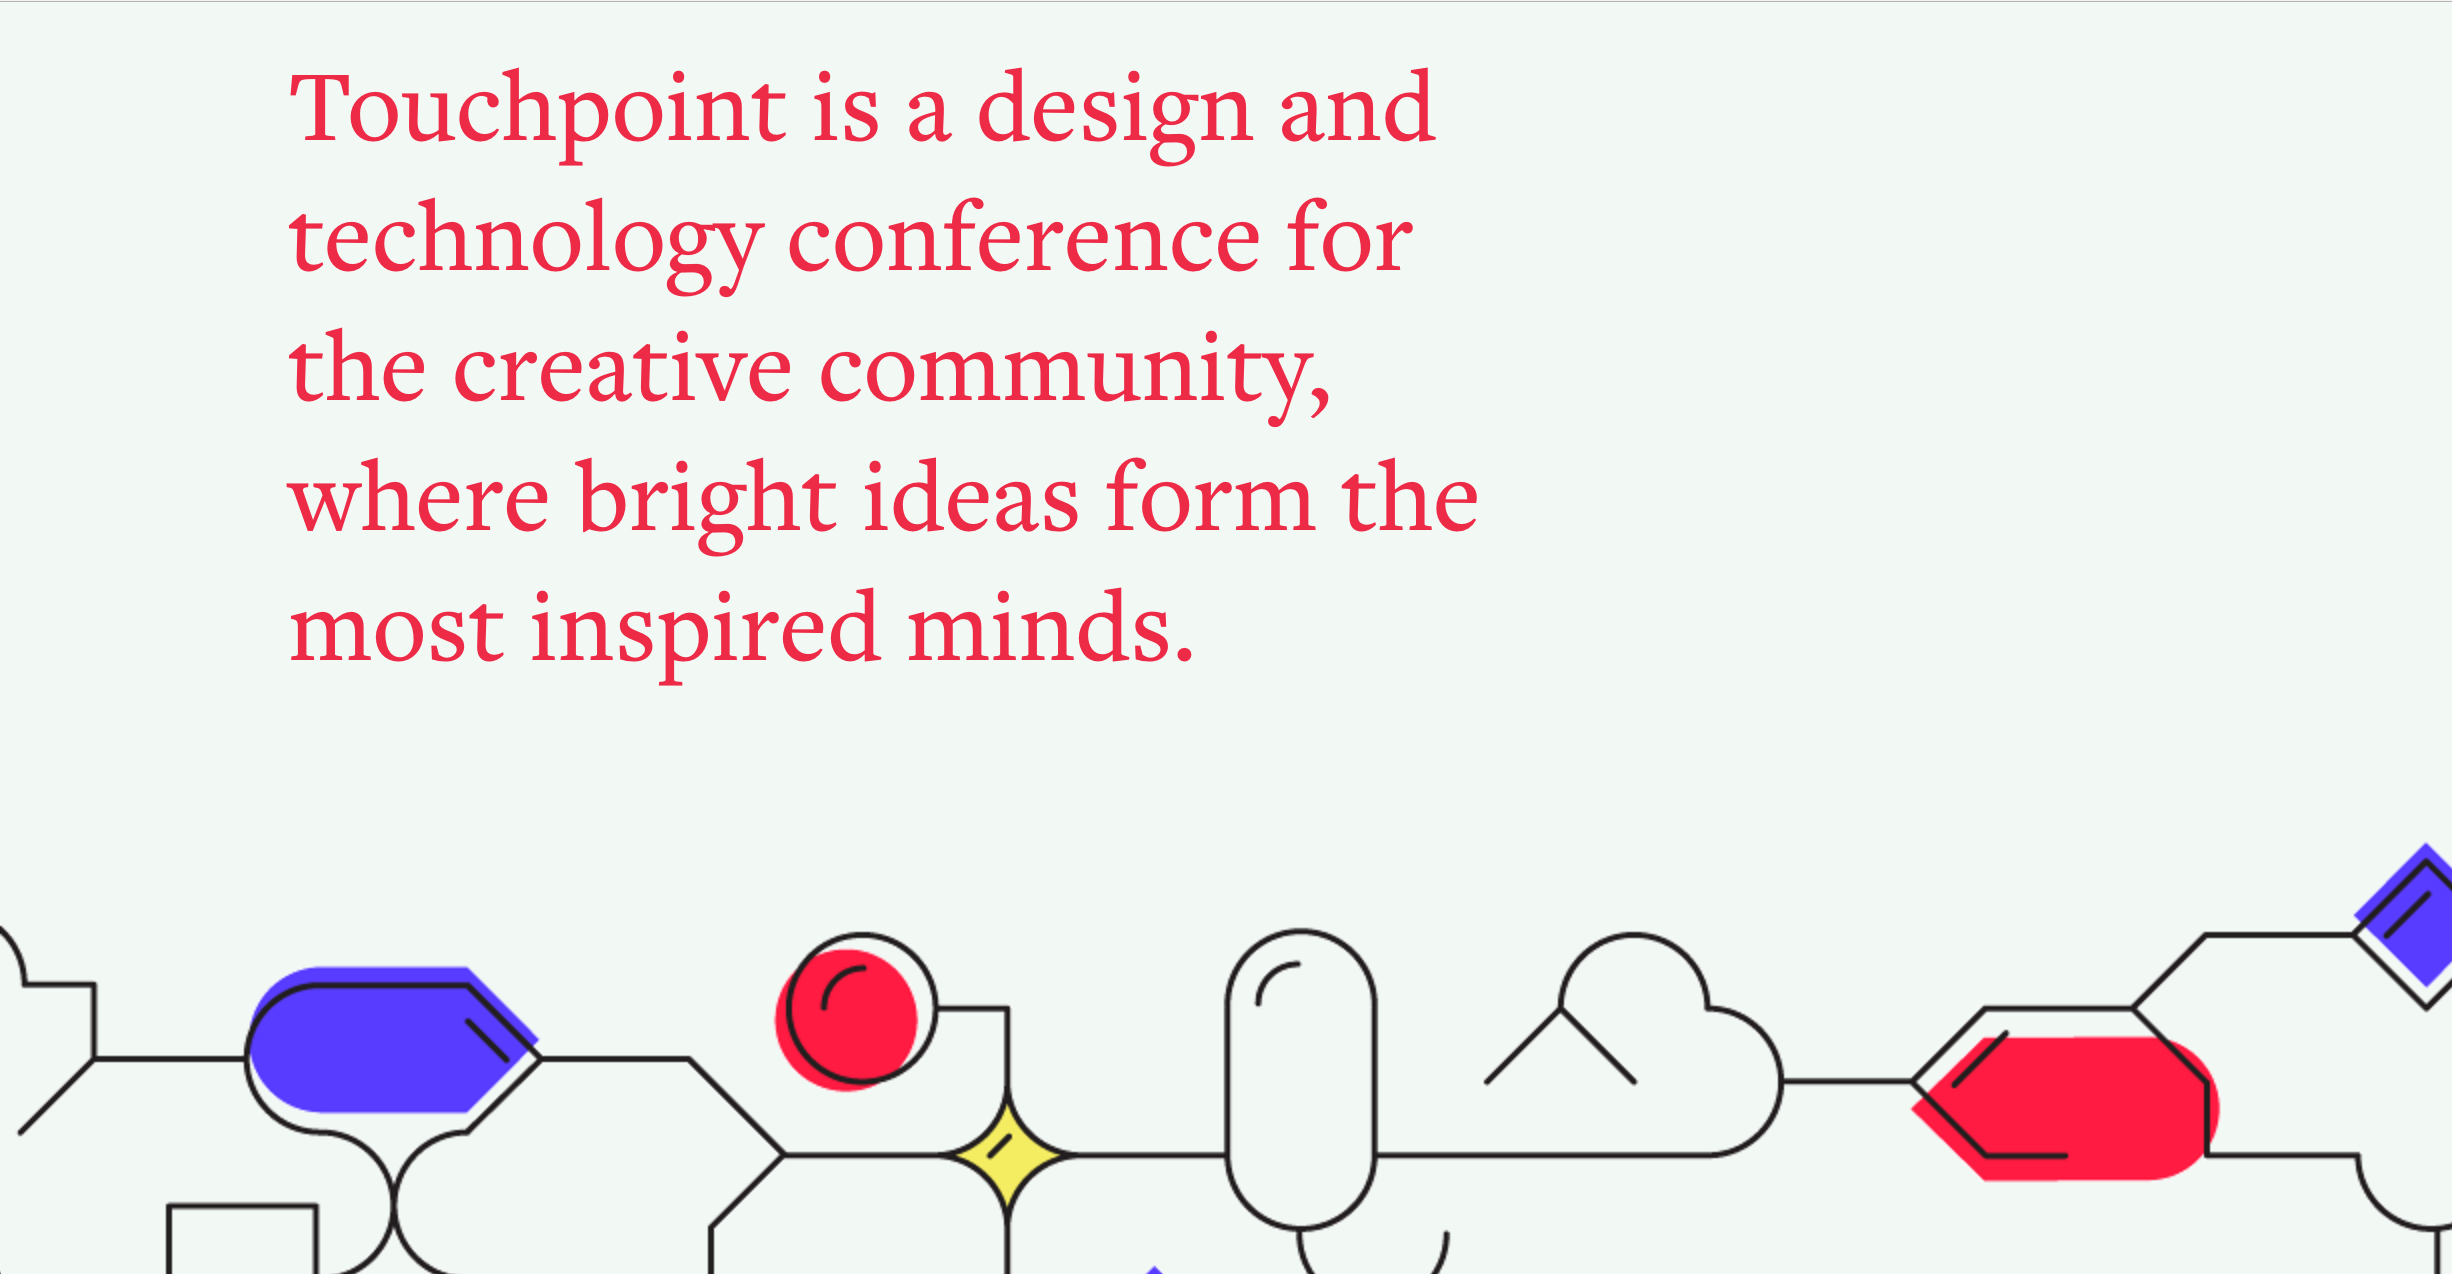 Touchpoint is a design and
technology conference for
the creative community,
where bright ideas form the
most inspired minds.